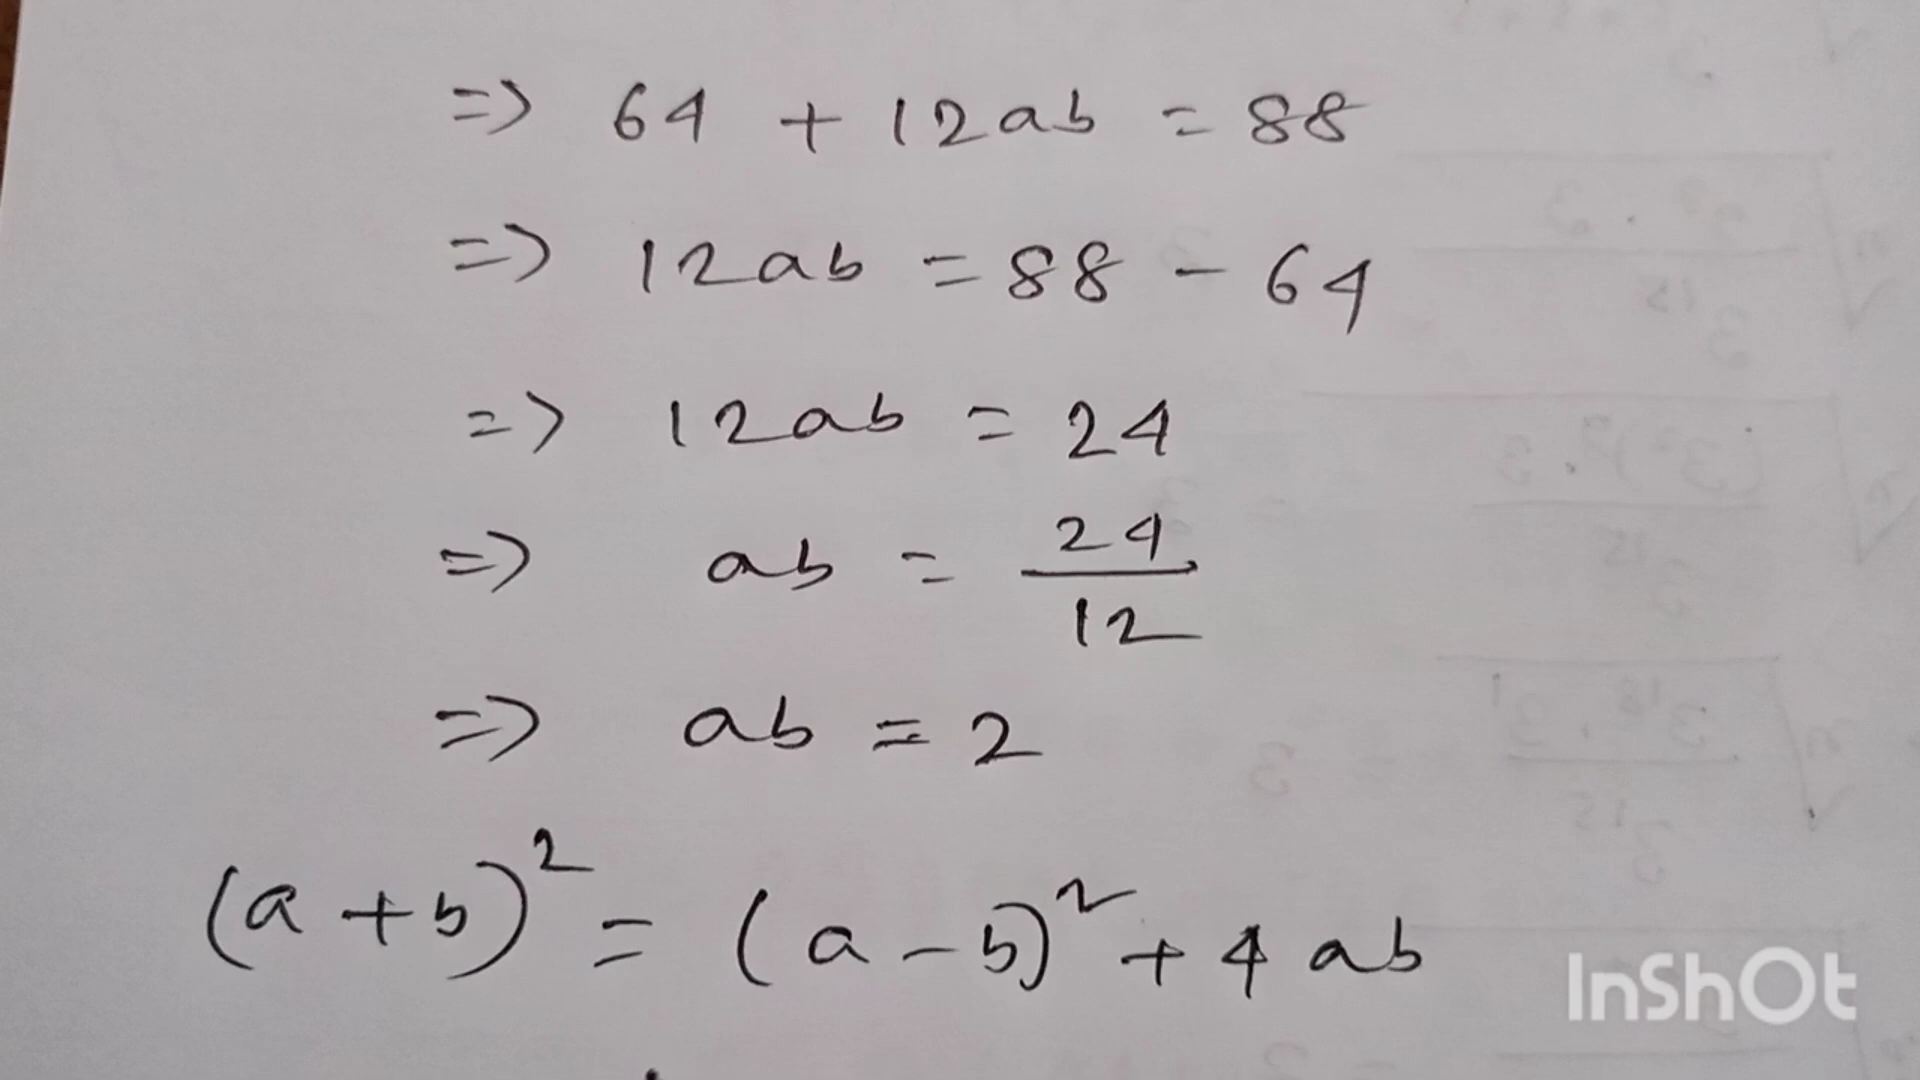 => 64 + 12ab = 88
=> 12ab = 88 - 64
=> 12ab = 24
=> ab = 24/12
=> ab = 2
(a+b)² = (a-b)² + 4ab
InShOt